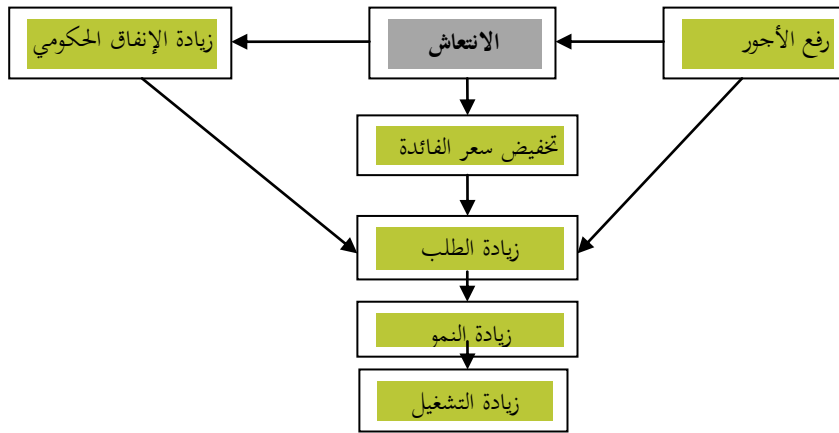 رفع الأجور
الانتعاش
زيادة الإنفاق الحكومي
تخفيض سعر الفائدة
زيادة الطلب
زيادة النمو
زيادة التشغيل